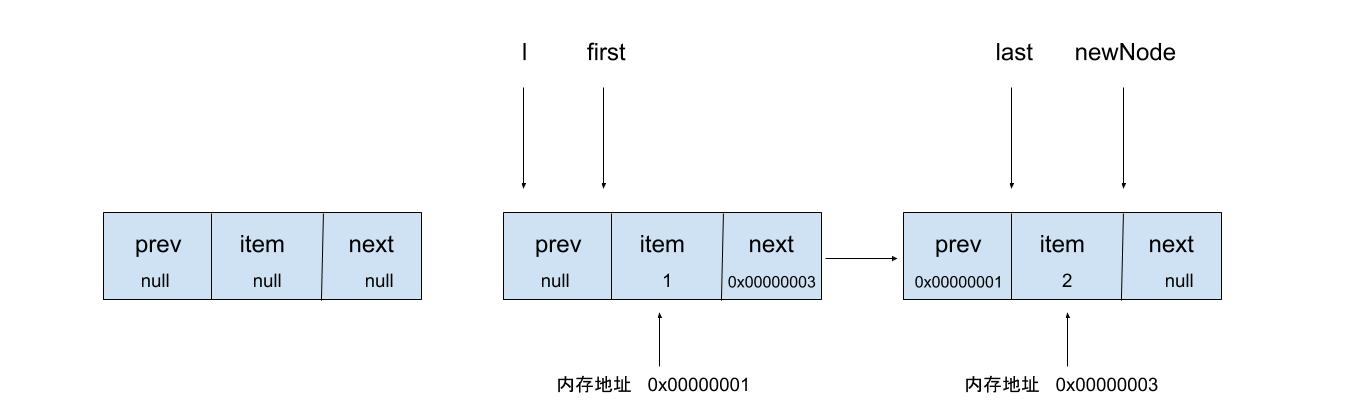 l first last newNode
prev item next prev item next prev item next
null null null null 1 0x00000003 0x00000001 2 null
内存地址 0x00000001 内存地址 0x00000003